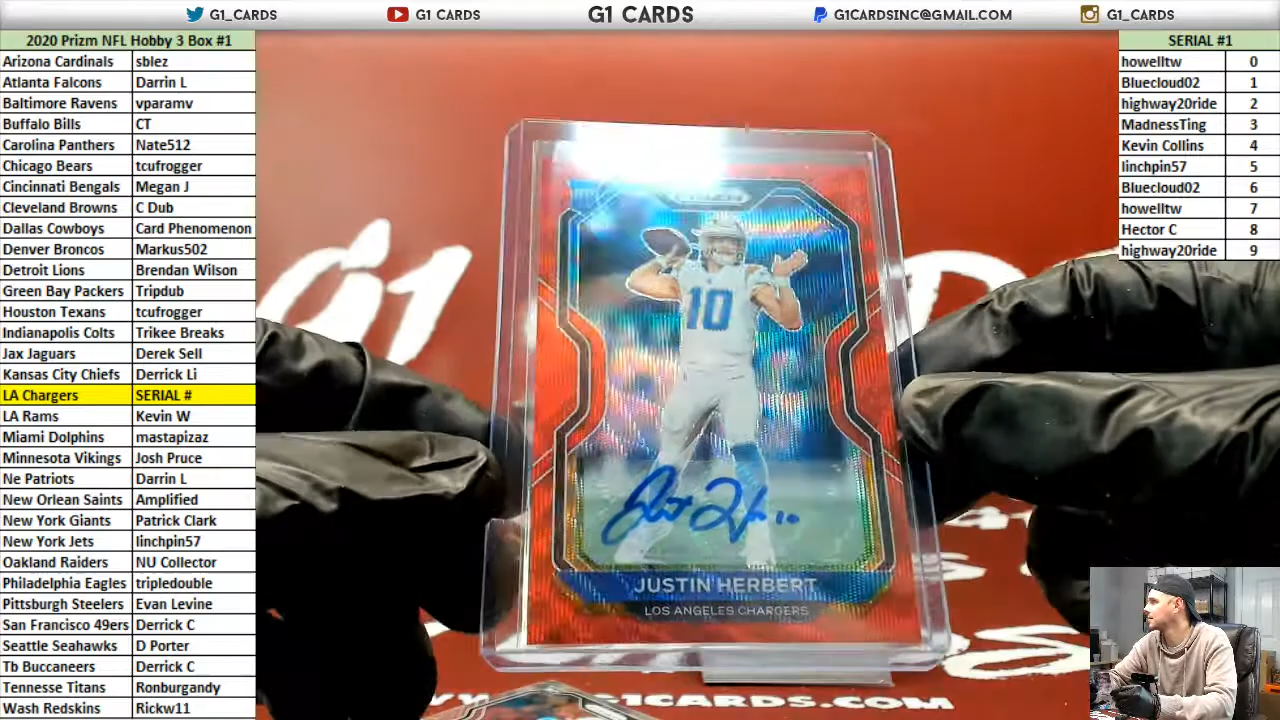 G1_CARDS
G1 CARDS
G1 CARDS
G1CARDSINC@GMAIL.COM
G1_CARDS
2020 Prizm NFL Hobby 3 Box #1
Arizona Cardinals sblez
Atlanta Falcons Darrin L
Baltimore Ravens vparamv
Buffalo Bills CT
Carolina Panthers Nate512
Chicago Bears tcufrogger
Cincinnati Bengals Megan J
Cleveland Browns C Dub
Dallas Cowboys Card Phenomenon
Denver Broncos Markus502
Detroit Lions Brendan Wilson
Green Bay Packers Tripdub
Houston Texans tcufrogger
Indianapolis Colts Trikee Breaks
Jax Jaguars Derek Sell
Kansas City Chiefs Derrick Li
LA Chargers SERIAL #
LA Rams Kevin W
Miami Dolphins mastapizaz
Minnesota Vikings Josh Pruce
Ne Patriots Darrin L
New Orlean Saints Amplified
New York Giants Patrick Clark
New York Jets linchpin57
Oakland Raiders NU Collector
Philadelphia Eagles tripledouble
Pittsburgh Steelers Evan Levine
San Francisco 49ers Derrick C
Seattle Seahawks D Porter
Tb Buccaneers Derrick C
Tennesse Titans Ronburgandy
Wash Redskins Rickw11
SERIAL #1
howelltw 0
Bluecloud02 1
highway20ride 2
MadnessTing 3
Kevin Collins 4
linchpin57 5
Bluecloud02 6
howelltw 7
Hector C 8
highway20ride 9
g1
10
JUSTIN HERBERT
LOS ANGELES CHARGERS
G1CARDS.COM